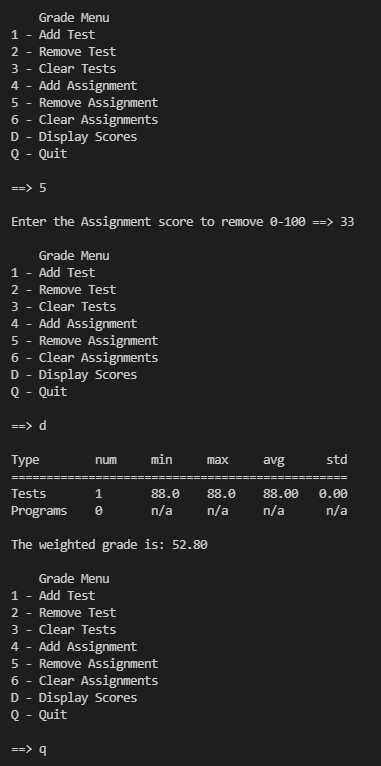 Grade Menu
1 - Add Test
2 - Remove Test
3 - Clear Tests
4 - Add Assignment
5 - Remove Assignment
6 - Clear Assignments
D - Display Scores
Q - Quit
==> 5
Enter the Assignment score to remove 0-100 ==> 33
Grade Menu
1 - Add Test
2 - Remove Test
3 - Clear Tests
4 - Add Assignment
5 - Remove Assignment
6 - Clear Assignments
D - Display Scores
Q - Quit
==> d
Type num min max avg std
================================================
Tests 1 88.0 88.0 88.00 0.00
Programs 0 n/a n/a n/a n/a
The weighted grade is: 52.80
Grade Menu
1 - Add Test
2 - Remove Test
3 - Clear Tests
4 - Add Assignment
5 - Remove Assignment
6 - Clear Assignments
D - Display Scores
Q - Quit
==> q